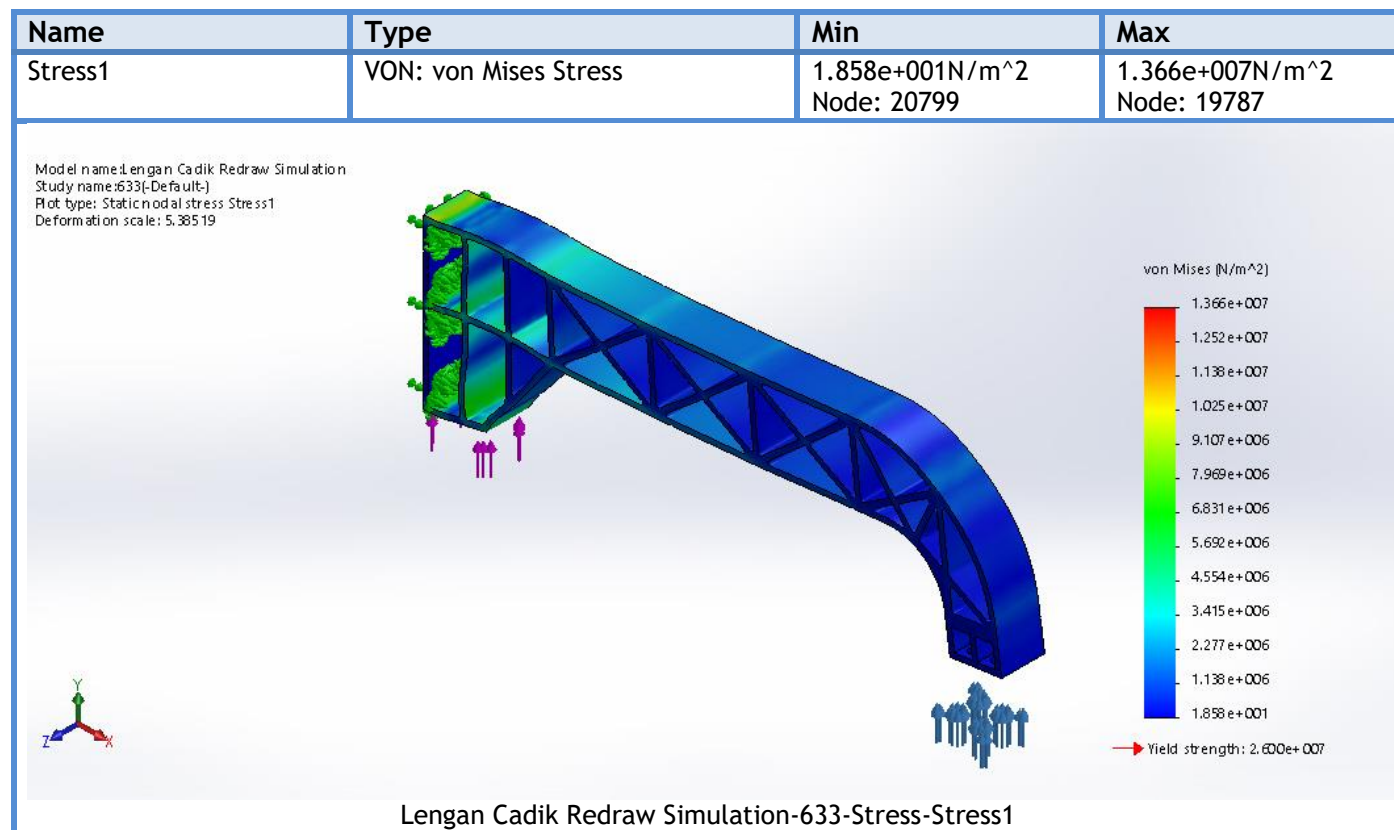 Name Type Min Max
Stress1 VON: von Mises Stress 1.858e+001N/m^2 1.366e+007N/m^2
Node: 20799 Node: 19787
Model name:Lengan Cadik Redraw Simulation
Study name:633(-Default-)
Plot type: Static nodal stress Stress1
Deformation scale: 5.38519
von Mises (N/m^2)
1.366e+007
1.252e+007
1.138e+007
1.025e+007
9.107e+006
7.969e+006
6.831e+006
5.692e+006
4.554e+006
3.415e+006
2.277e+006
1.138e+006
1.858e+001
Yield strength: 2.600e+007
Y
Z X
Lengan Cadik Redraw Simulation-633-Stress-Stress1